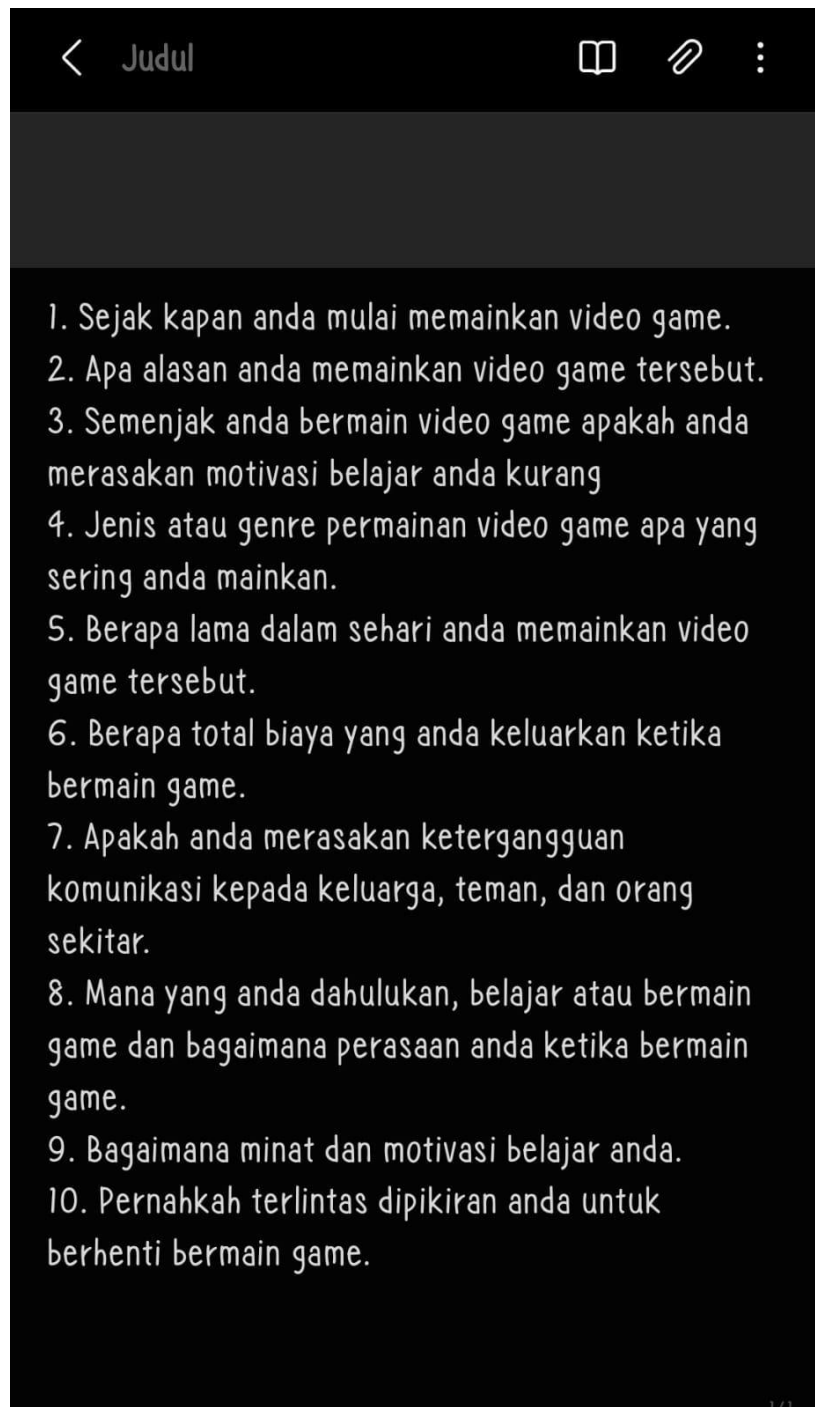 Judul
1. Sejak kapan anda mulai memainkan video game.
2. Apa alasan anda memainkan video game tersebut.
3. Semenjak anda bermain video game apakah anda
merasakan motivasi belajar anda kurang
4. Jenis atau genre permainan video game apa yang
sering anda mainkan.
5. Berapa lama dalam sehari anda memainkan video
game tersebut.
6. Berapa total biaya yang anda keluarkan ketika
bermain game.
7. Apakah anda merasakan ketergangguan
komunikasi kepada keluarga, teman, dan orang
sekitar.
8. Mana yang anda dahulukan, belajar atau bermain
game dan bagaimana perasaan anda ketika bermain
game.
9. Bagaimana minat dan motivasi belajar anda.
10. Pernahkah terlintas dipikiran anda untuk
berhenti bermain game.